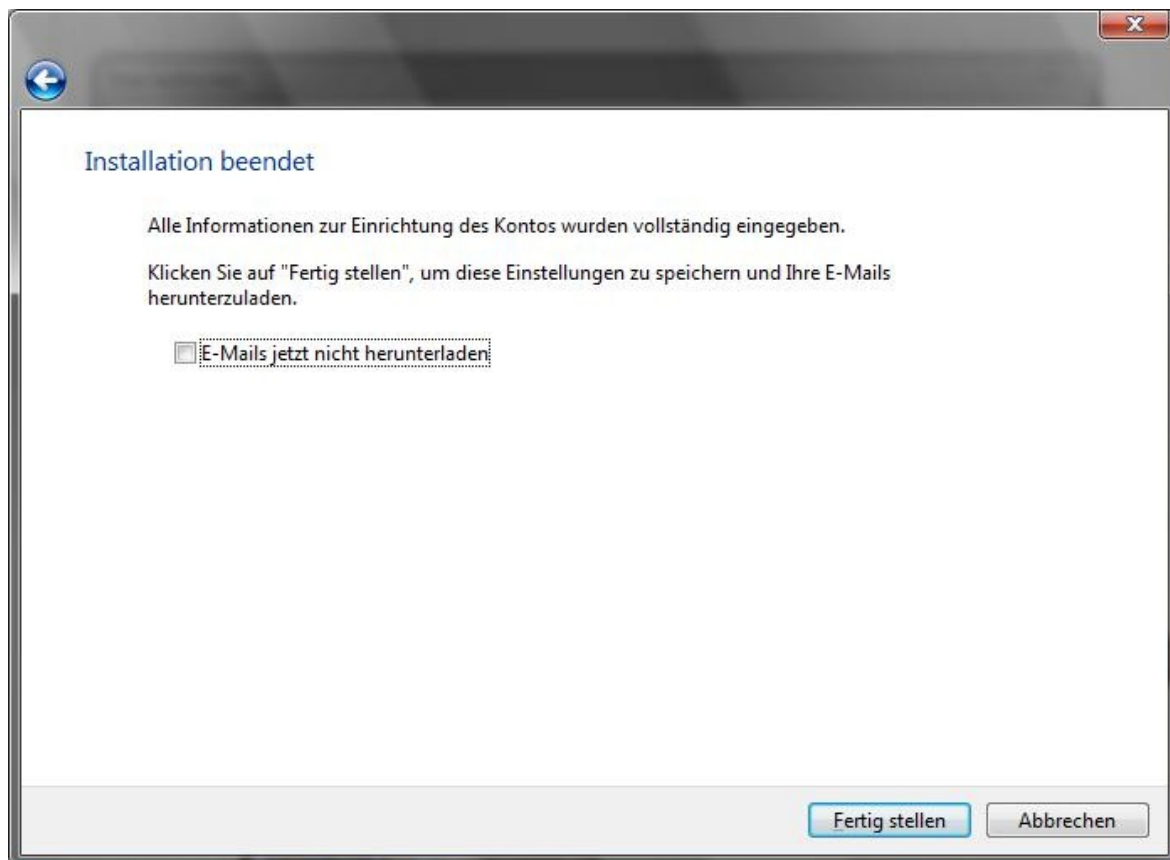 Installation beendet
Alle Informationen zur Einrichtung des Kontos wurden vollständig eingegeben.
Klicken Sie auf "Fertig stellen", um diese Einstellungen zu speichern und Ihre E-Mails
herunterzuladen.
E-Mails jetzt nicht herunterladen
Fertig stellen
Abbrechen